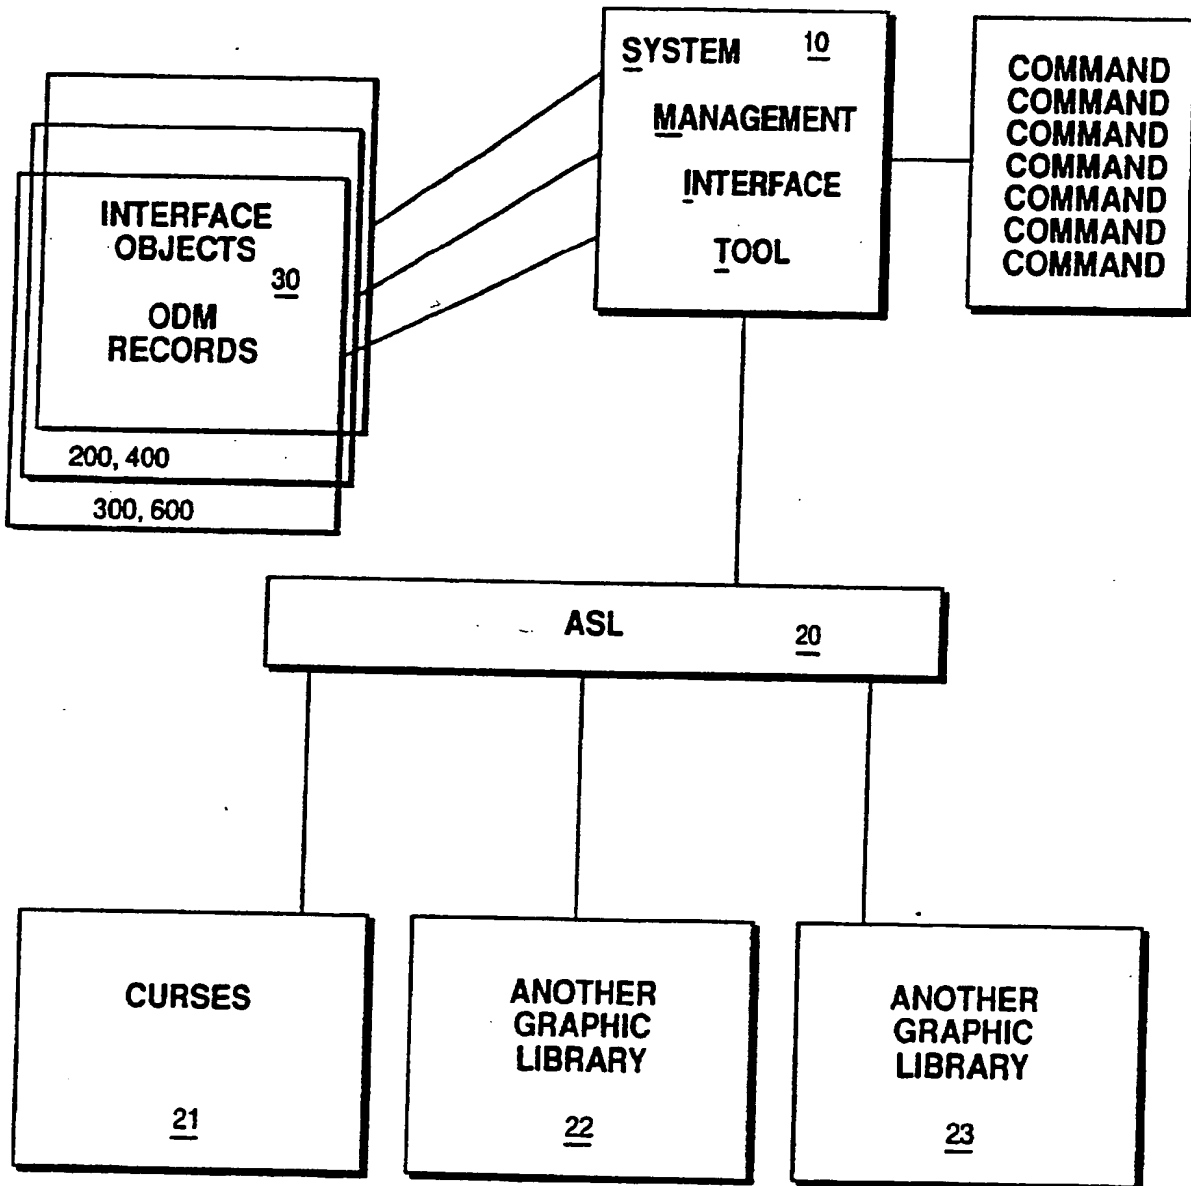 SYSTEM 10
MANAGEMENT
INTERFACE
TOOL
COMMAND
COMMAND
COMMAND
COMMAND
COMMAND
COMMAND
COMMAND
INTERFACE
OBJECTS
30
ODM
RECORDS
200, 400
300, 600
ASL 20
CURSES
21
ANOTHER
GRAPHIC
LIBRARY
22
ANOTHER
GRAPHIC
LIBRARY
23